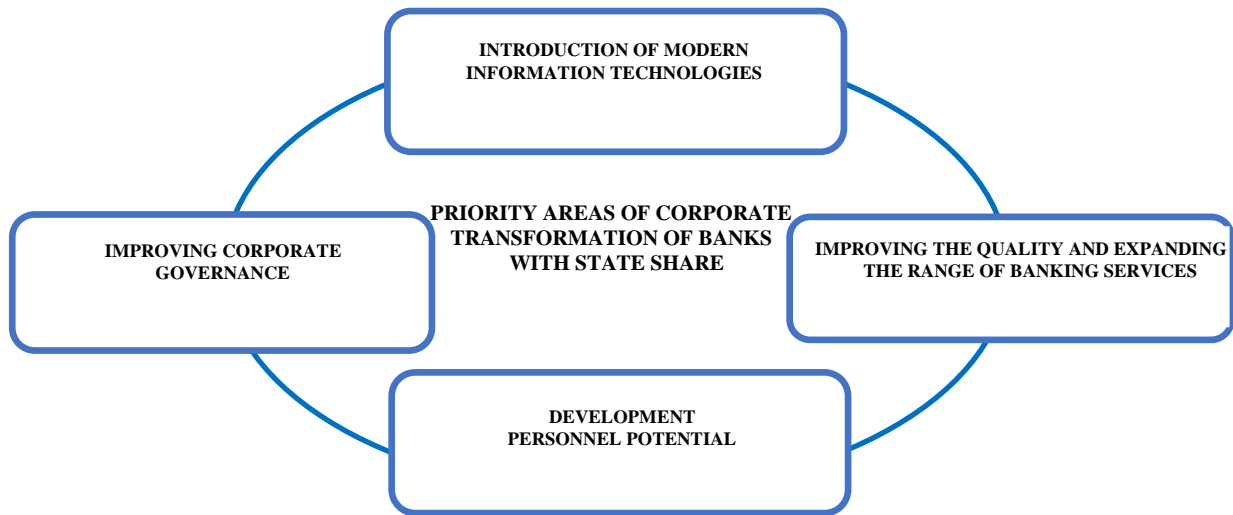 INTRODUCTION OF MODERN
INFORMATION TECHNOLOGIES
PRIORITY AREAS OF CORPORATE
TRANSFORMATION OF BANKS
WITH STATE SHARE
IMPROVING CORPORATE
GOVERNANCE
IMPROVING THE QUALITY AND EXPANDING
THE RANGE OF BANKING SERVICES
DEVELOPMENT
PERSONNEL POTENTIAL